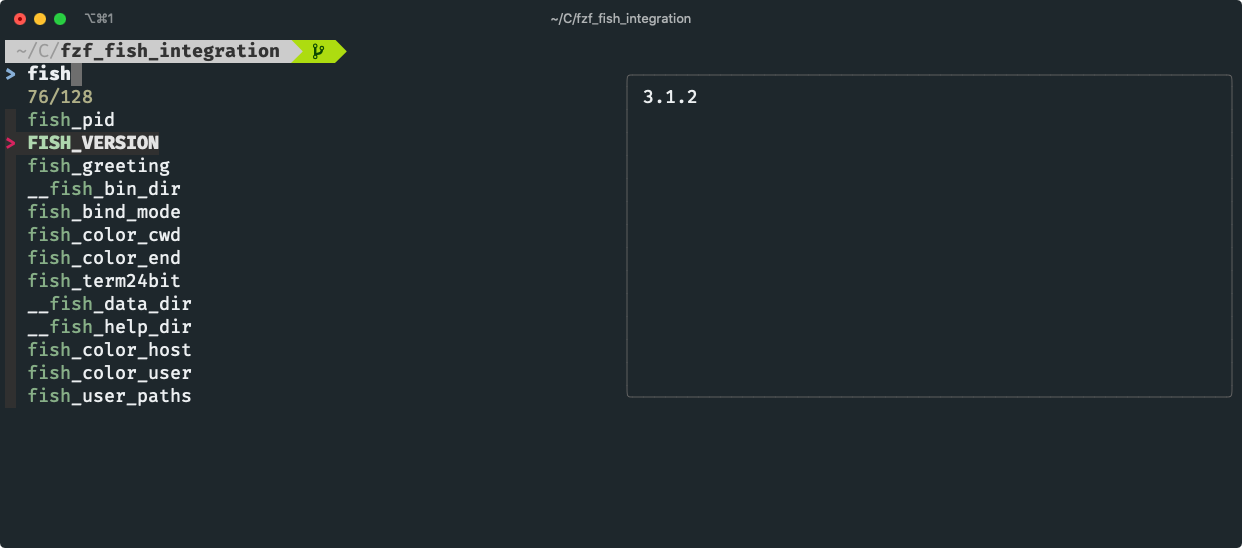 ⌥⌘1
~/C/fzf_fish_integration
~/C/fzf_fish_integration
> fish
76/128
3.1.2
fish_pid
> FISH_VERSION
fish_greeting
__fish_bin_dir
fish_bind_mode
fish_color_cwd
fish_color_end
fish_term24bit
__fish_data_dir
__fish_help_dir
fish_color_host
fish_color_user
fish_user_paths